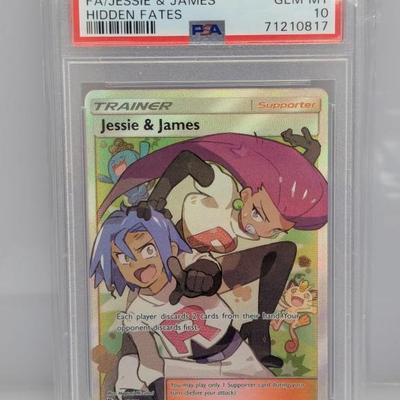 FA/JESSIE & JAMES GEM MT
HIDDEN FATES 10
PSA 71210817
TRAINER Supporter
Jessie & James
Each player discards 2 cards from their hand. Your
opponent discards first.
R
You may play only 1 Supporter card during your
turn (before your attack).